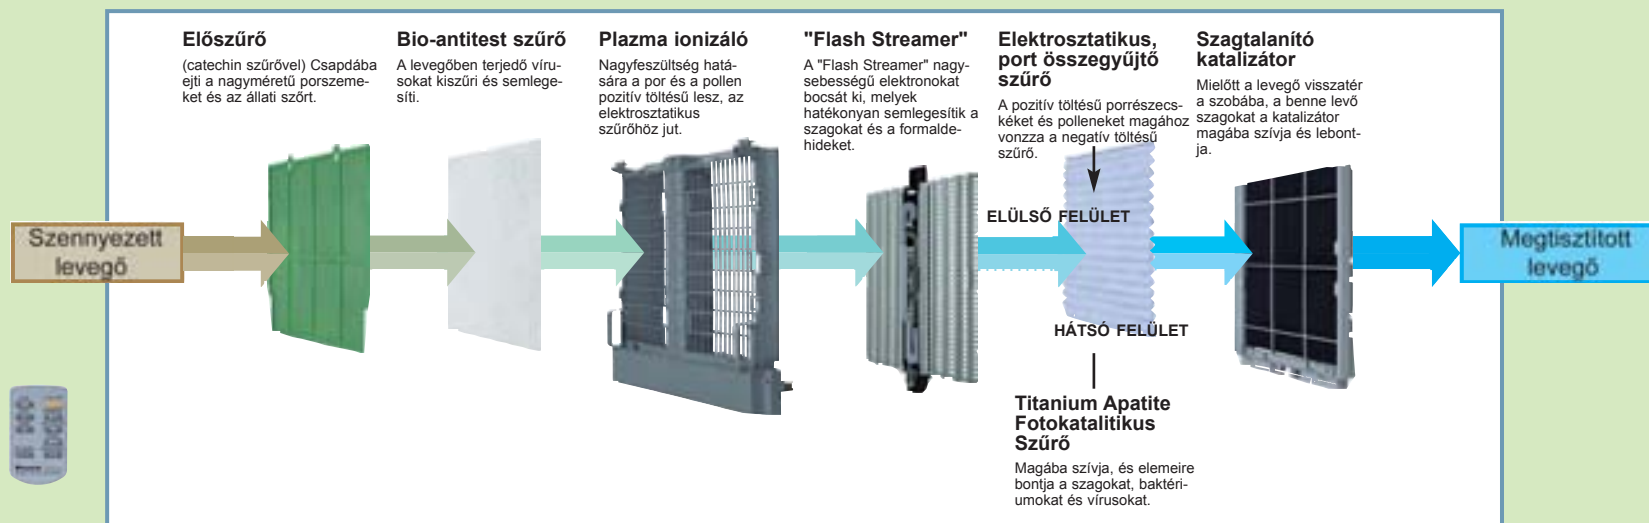 Előszűrő
(catechin szűrővel) Csapdába
ejti a nagyméretű porszeme-
ket és az állati szőrt.
Bio-antitest szűrő
A levegőben terjedő víru-
sokat kiszűri és semlege-
síti.
Plazma ionizáló
Nagyfeszültség hatá-
sára a por és a pollen
pozitív töltésű lesz, az
elektrosztatikus
szűrőhöz jut.
"Flash Streamer"
A "Flash Streamer" nagy-
sebességű elektronokat
bocsát ki, melyek
hatékonyan semlegesítik a
szagokat és a formalde-
hideket.
Elektrosztatikus,
port összegyűjtő
szűrő
A pozitív töltésű porrészecs-
kéket és polleneket magához
vonzza a negatív töltésű
szűrő.
Szagtalanító
katalizátor
Mielőtt a levegő visszatér
a szobába, a benne levő
szagokat a katalizátor
magába szívja és lebont-
ja.
Szennyezett
levegő
ELÜLSŐ FELÜLET
Megtisztított
levegő
HÁTSÓ FELÜLET
Titanium Apatite
Fotokatalitikus
Szűrő
Magába szívja, és elemeire
bontja a szagokat, baktéri-
umokat és vírusokat.